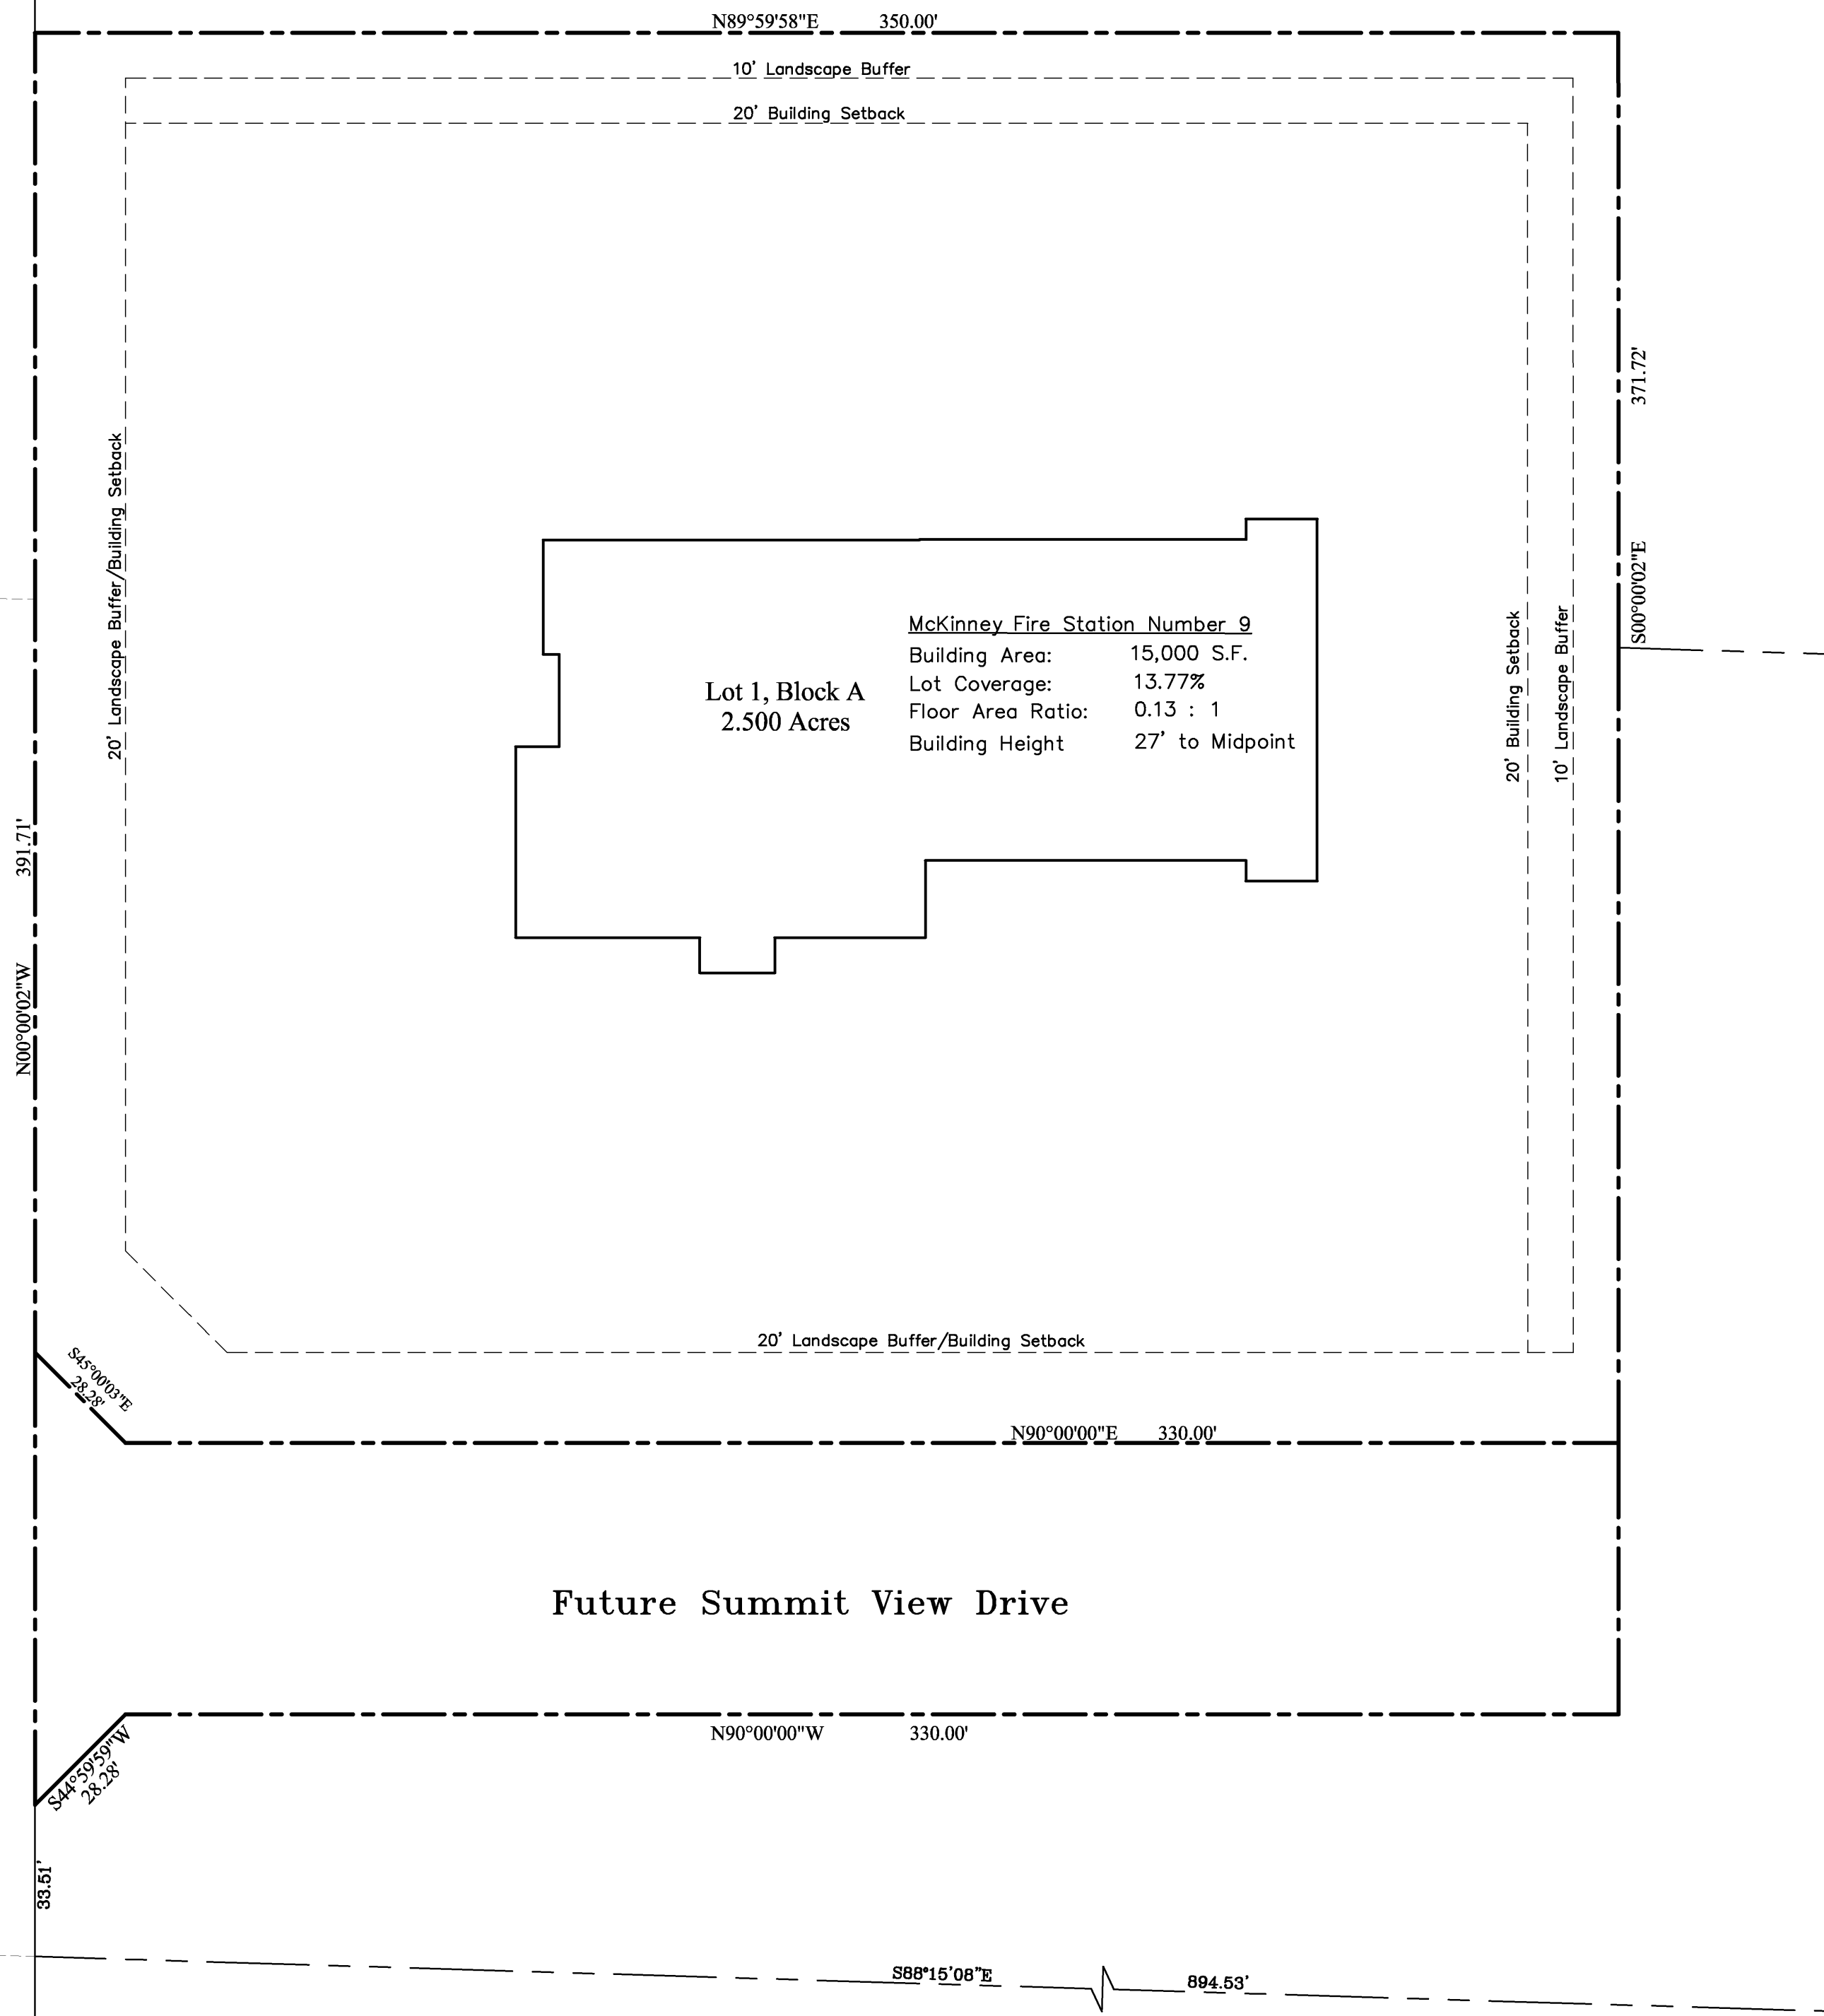 N89°59'58"E 350.00'
10' Landscape Buffer
20' Building Setback
371.72'
S00°00'02"E
20' Landscape Buffer/Building Setback
McKinney Fire Station Number 9
Building Area: 15,000 S.F.
Lot Coverage: 13.77%
Floor Area Ratio: 0.13 : 1
Building Height 27' to Midpoint
Lot 1, Block A
2.500 Acres
20' Building Setback
10' Landscape Buffer
391.71'
N00°00'02"W
20' Landscape Buffer/Building Setback
S45°00'03"E
28.28'
N90°00'00"E 330.00'
Future Summit View Drive
N90°00'00"W 330.00'
S44°59'59"W
28.28'
33.51'
S88°15'08"E 894.53'